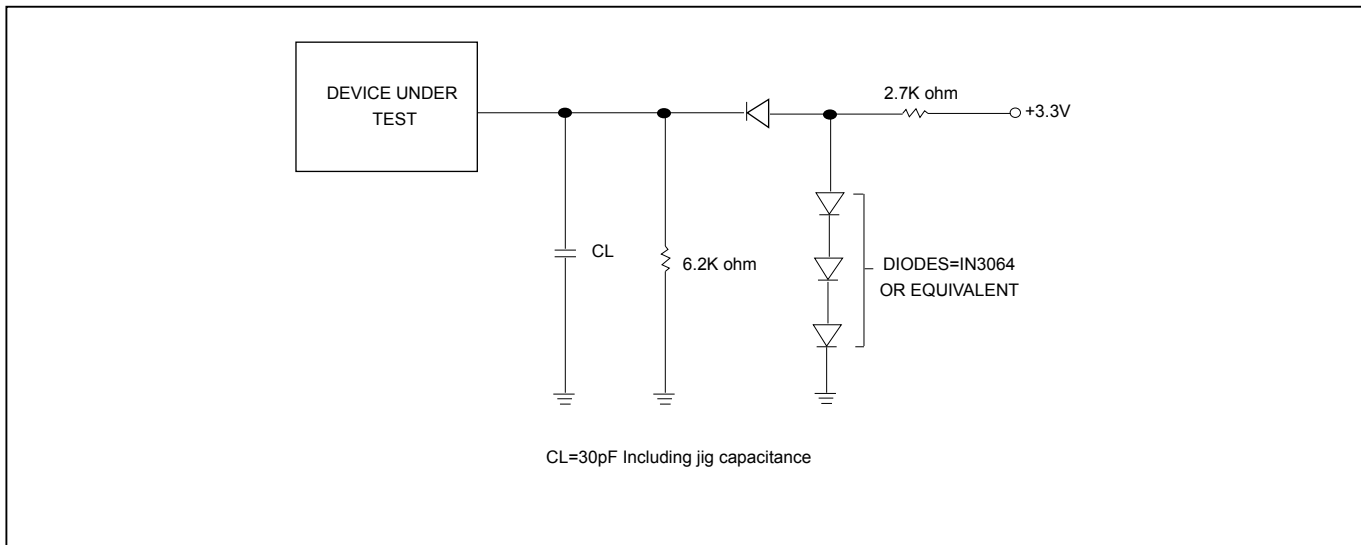 DEVICE UNDER
TEST
2.7K ohm
+3.3V
CL
6.2K ohm
DIODES=IN3064
OR EQUIVALENT
CL=30pF Including jig capacitance